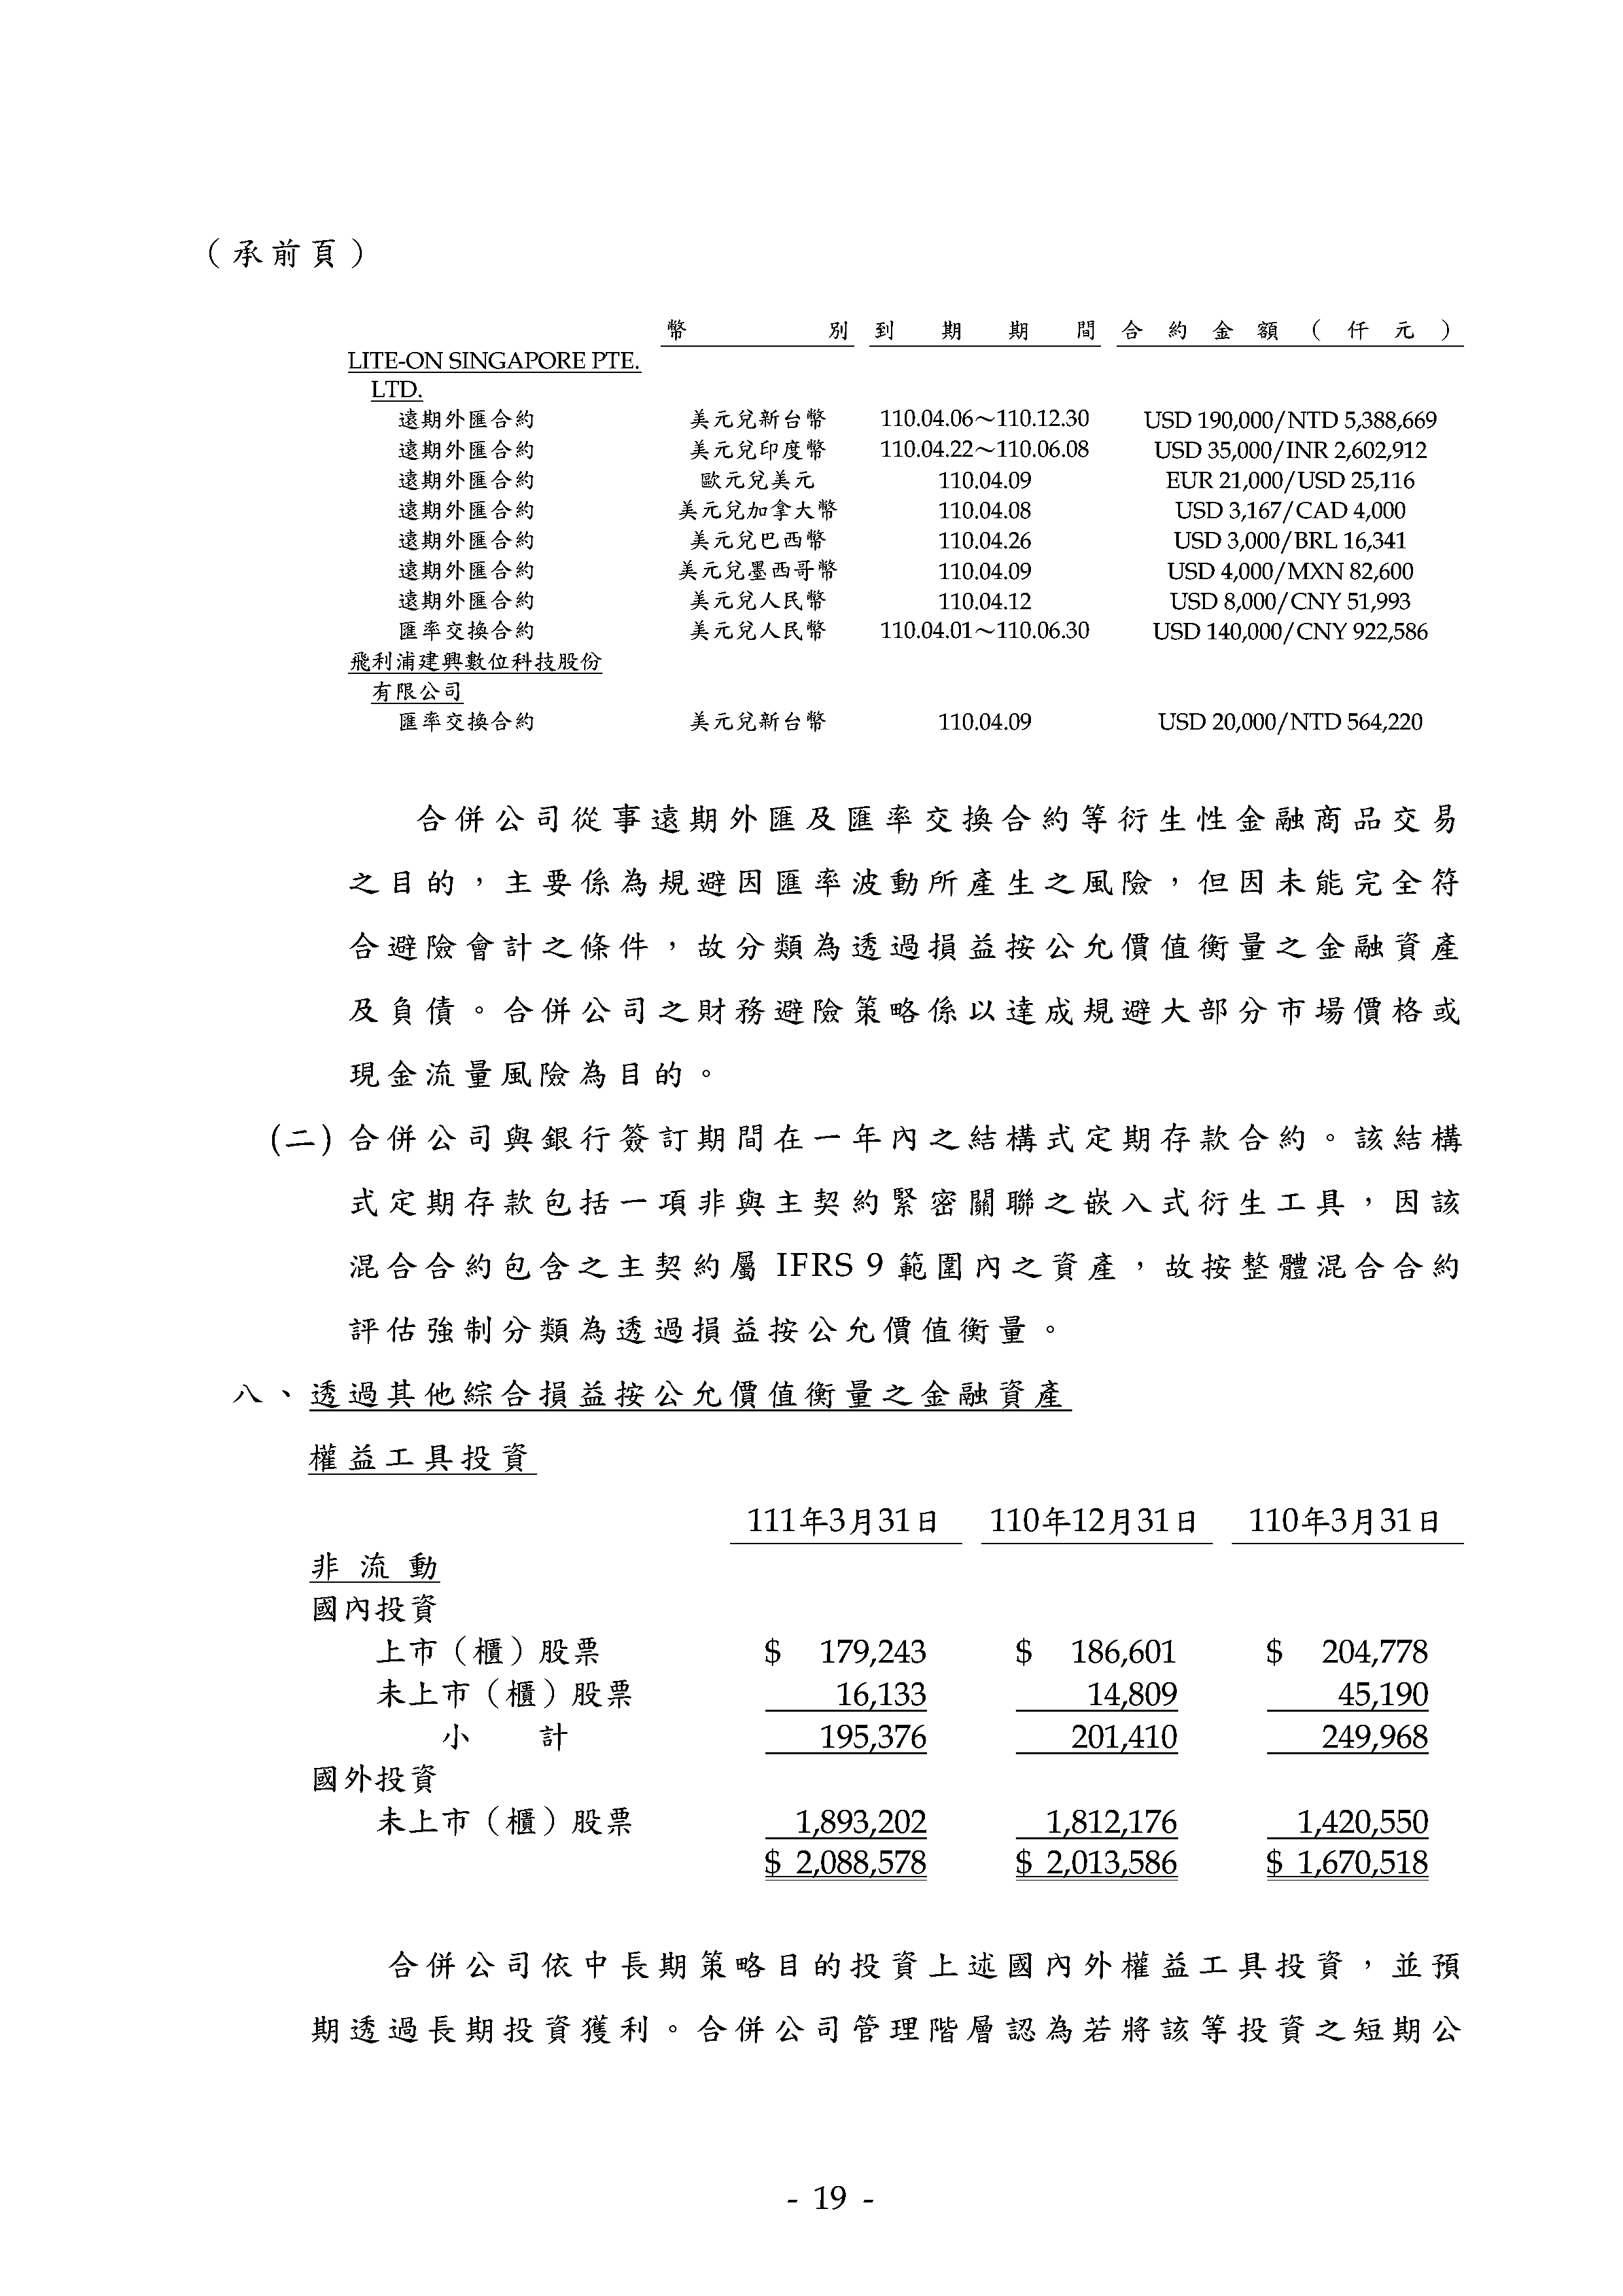 （承前頁）
幣別 到期期間 合約金額（仟元）
LITE-ON SINGAPORE PTE.
LTD.
遠期外匯合約 美元兌新台幣 110.04.06～110.12.30 USD 190,000/NTD 5,388,669
遠期外匯合約 美元兌印度幣 110.04.22～110.06.08 USD 35,000/INR 2,602,912
遠期外匯合約 歐元兌美元 110.04.09 EUR 21,000/USD 25,116
遠期外匯合約 美元兌加拿大幣 110.04.08 USD 3,167/CAD 4,000
遠期外匯合約 美元兌巴西幣 110.04.26 USD 3,000/BRL 16,341
遠期外匯合約 美元兌墨西哥幣 110.04.09 USD 4,000/MXN 82,600
遠期外匯合約 美元兌人民幣 110.04.12 USD 8,000/CNY 51,993
匯率交換合約 美元兌人民幣 110.04.01～110.06.30 USD 140,000/CNY 922,586
飛利浦建興數位科技股份
有限公司
匯率交換合約 美元兌新台幣 110.04.09 USD 20,000/NTD 564,220
合併公司從事遠期外匯及匯率交換合約等衍生性金融商品交易
之目的，主要係為規避因匯率波動所產生之風險，但因未能完全符
合避險會計之條件，故分類為透過損益按公允價值衡量之金融資產
及負債。合併公司之財務避險策略係以達成規避大部分市場價格或
現金流量風險為目的。
(二) 合併公司與銀行簽訂期間在一年內之結構式定期存款合約。該結構
式定期存款包括一項非與主契約緊密關聯之嵌入式衍生工具，因該
混合合約包含之主契約屬 IFRS 9 範圍內之資產，故按整體混合合約
評估強制分類為透過損益按公允價值衡量。
八、透過其他綜合損益按公允價值衡量之金融資產
權益工具投資
111年3月31日 110年12月31日 110年3月31日
非流動
國內投資
上市（櫃）股票 $ 179,243 $ 186,601 $ 204,778
未上市（櫃）股票 16,133 14,809 45,190
小計 195,376 201,410 249,968
國外投資
未上市（櫃）股票 1,893,202 1,812,176 1,420,550
$ 2,088,578 $ 2,013,586 $ 1,670,518
合併公司依中長期策略目的投資上述國內外權益工具投資，並預
期透過長期投資獲利。合併公司管理階層認為若將該等投資之短期公
- 19 -